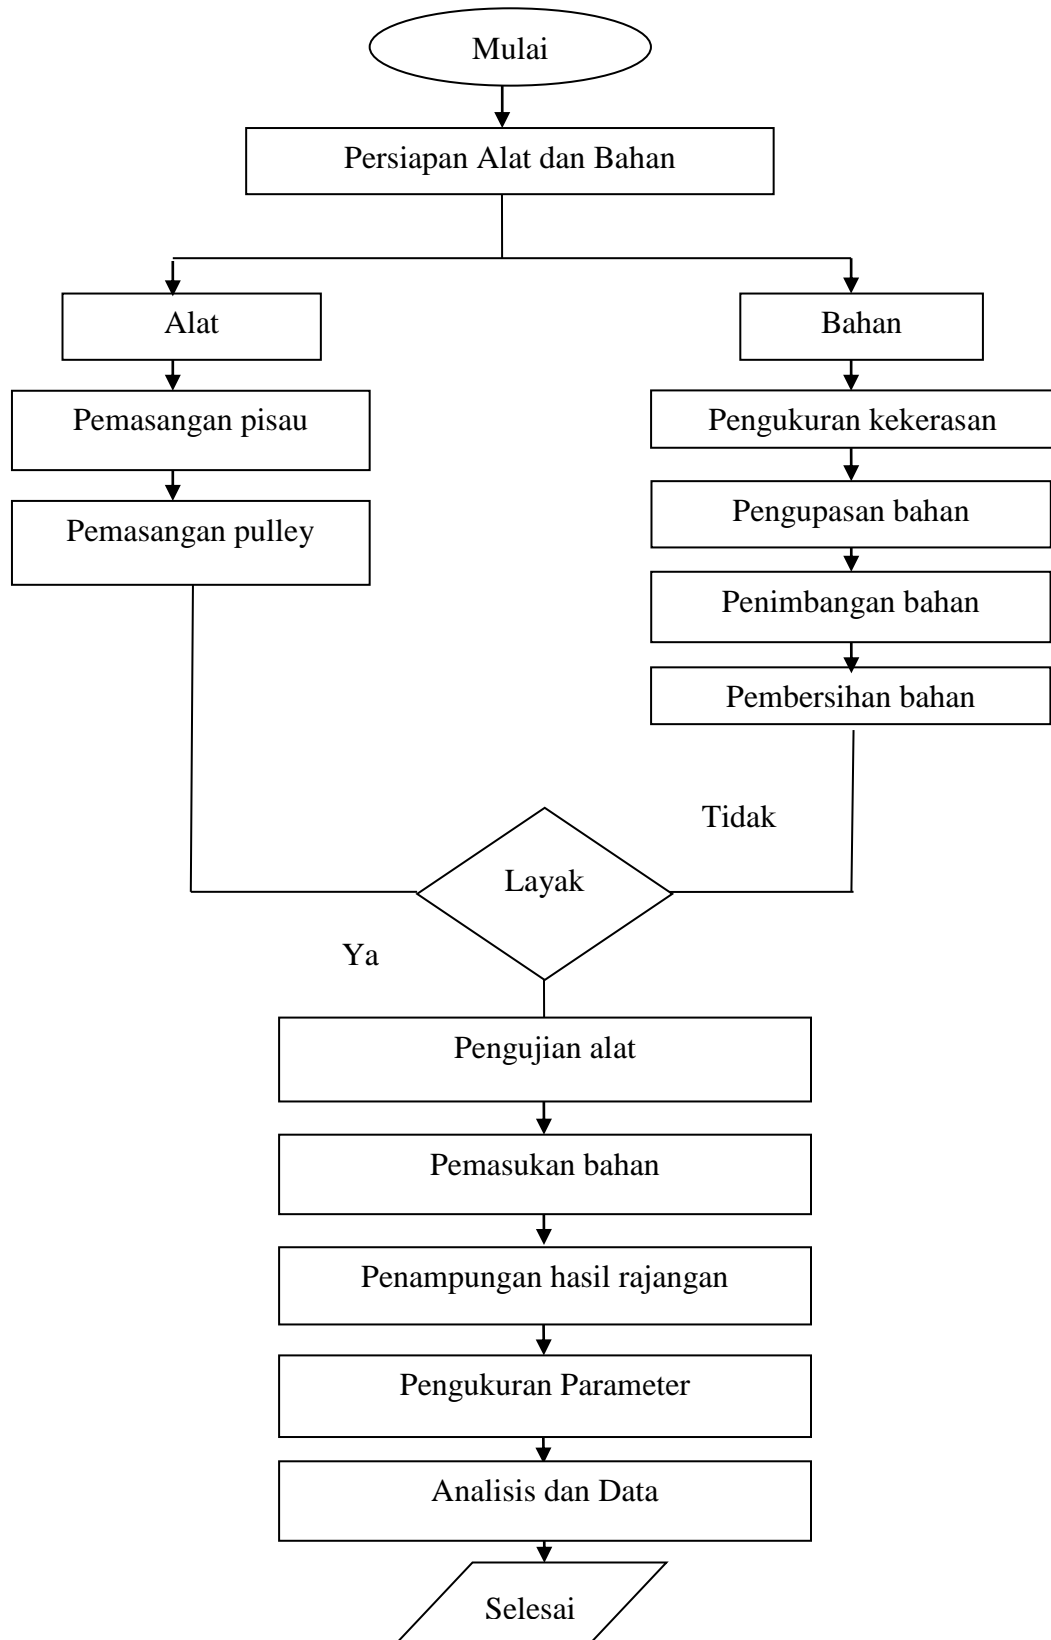 Mulai
Persiapan Alat dan Bahan
Alat
Bahan
Pemasangan pisau
Pengukuran kekerasan
Pemasangan pulley
Pengupasan bahan
Penimbangan bahan
Pembersihan bahan
Tidak
Layak
Ya
Pengujian alat
Pemasukan bahan
Penampungan hasil rajangan
Pengukuran Parameter
Analisis dan Data
Selesai